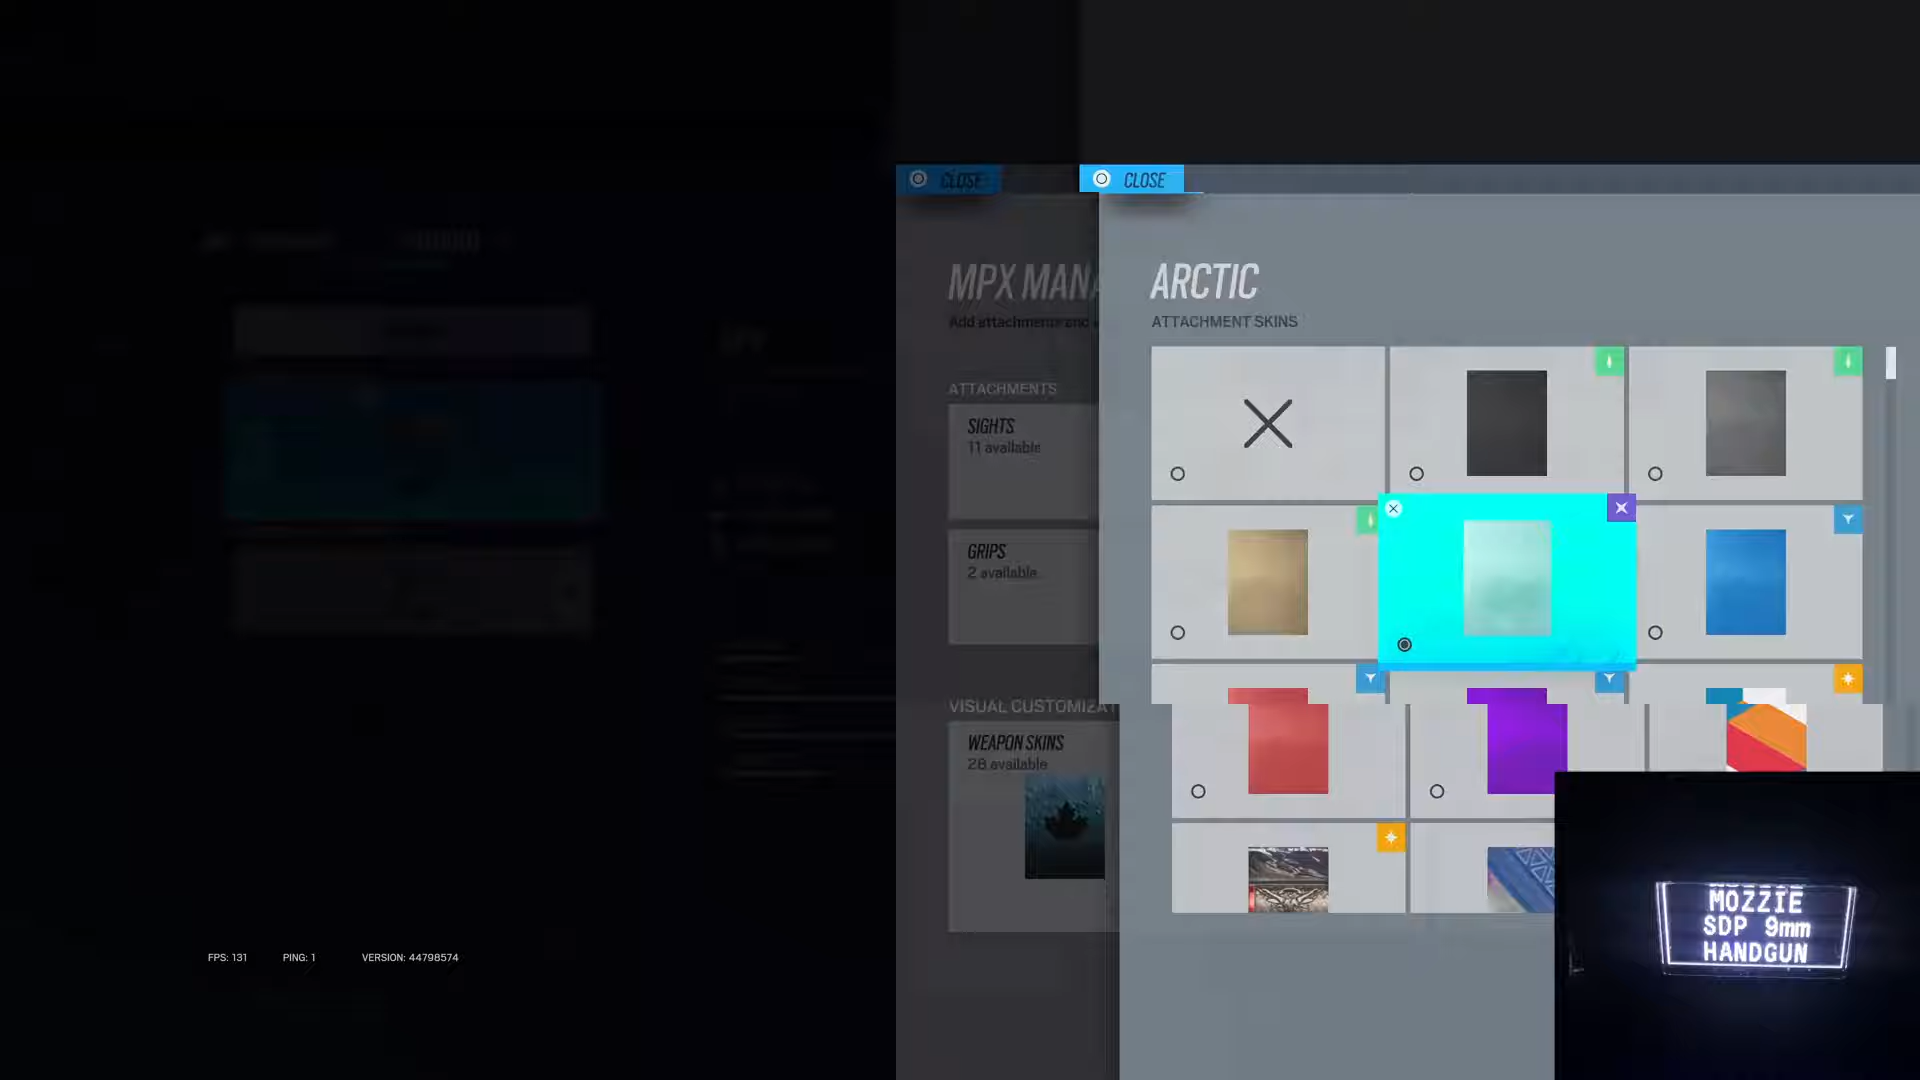 CLOSE
CLOSE
MPX MAN
Add attachments and
ARCTIC
ATTACHMENT SKINS
ATTACHMENTS
SIGHTS
11 available
GRIPS
2 available
VISUAL CUSTOMIZAT
WEAPON SKINS
28 available
MOZZIE
SDP 9mm
HANDGUN
FPS: 131
PING: 1
VERSION: 44798574